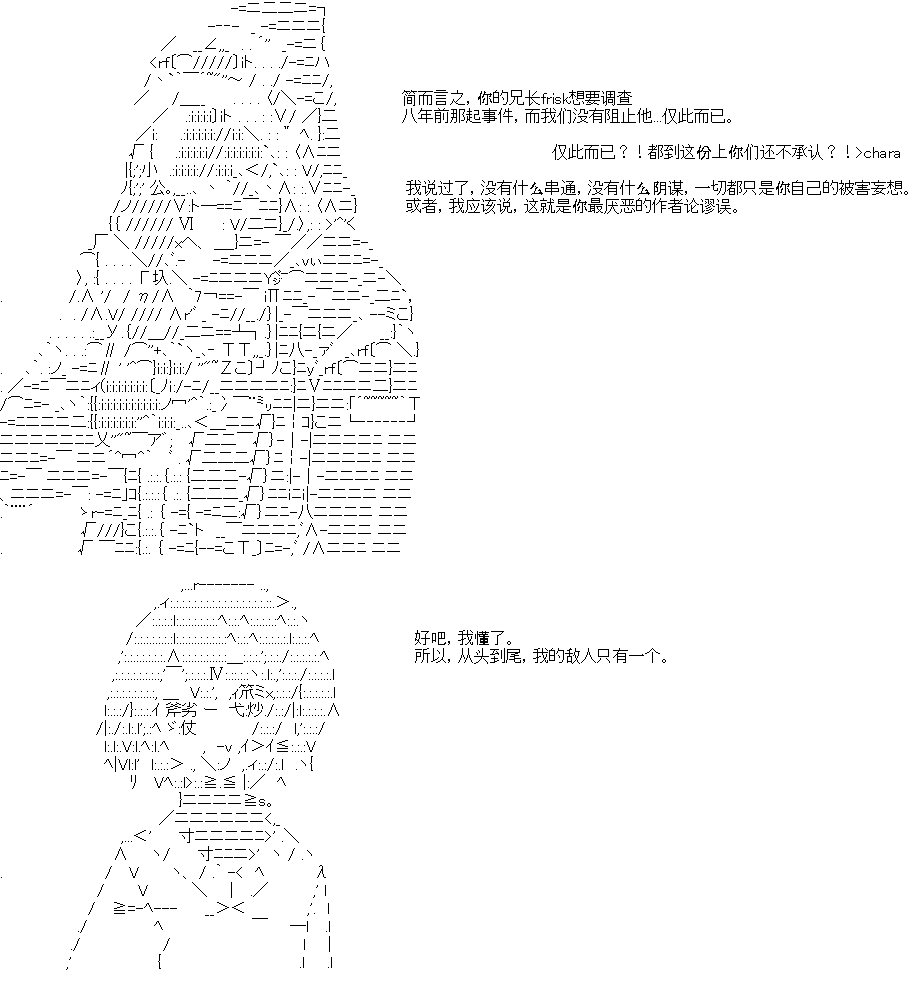 简而言之，你的兄长frisk想要调查
八年前那起事件，而我们没有阻止他...仅此而已。
仅此而已？！都到这份上你们还不承认？！>chara
我说过了，没有什么串通，没有什么阴谋，一切都只是你自己的被害妄想。
或者，我应该说，这就是你最厌恶的作者论谬误。
好吧，我懂了。
所以，从头到尾，我的敌人只有一个。